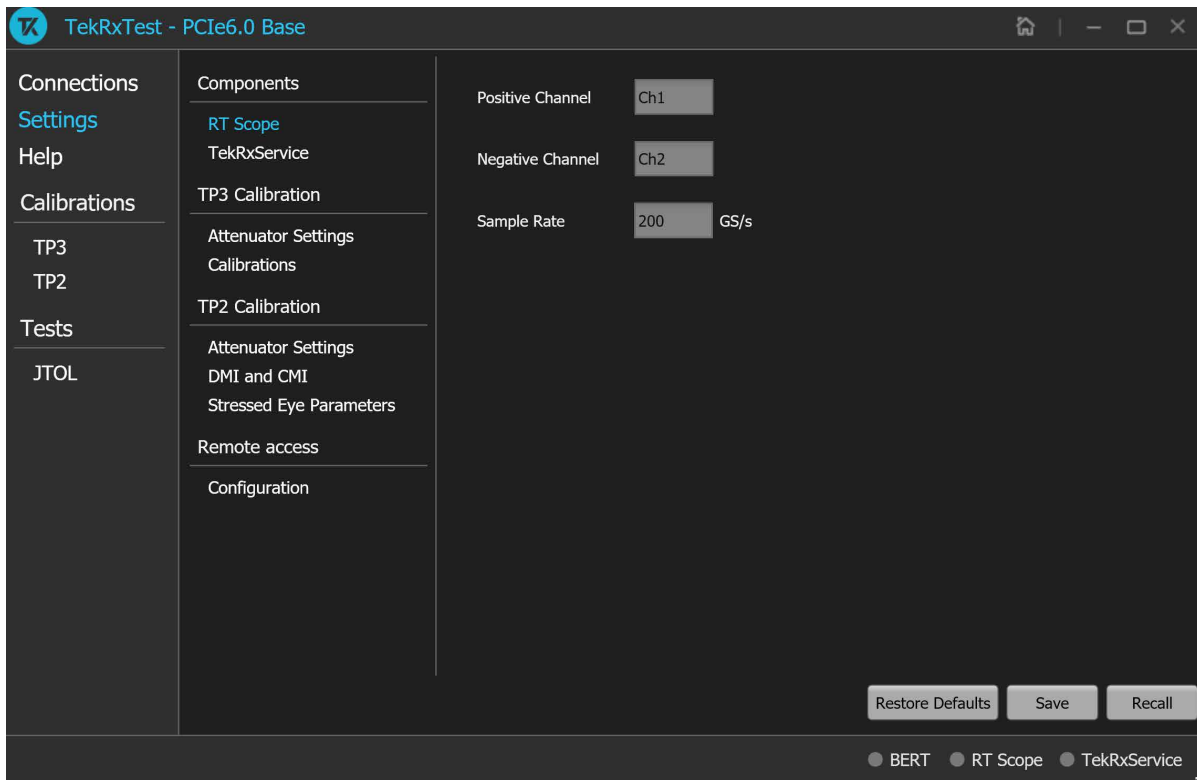 TekRxTest - PCIe6.0 Base
Connections
Settings
Help
Calibrations
TP3
TP2
Tests
JTOL
Components
RT Scope
TekRxService
TP3 Calibration
Attenuator Settings
Calibrations
TP2 Calibration
Attenuator Settings
DMI and CMI
Stressed Eye Parameters
Remote access
Configuration
Positive Channel Ch1
Negative Channel Ch2
Sample Rate 200 GS/s
Restore Defaults Save Recall
BERT RT Scope TekRxService